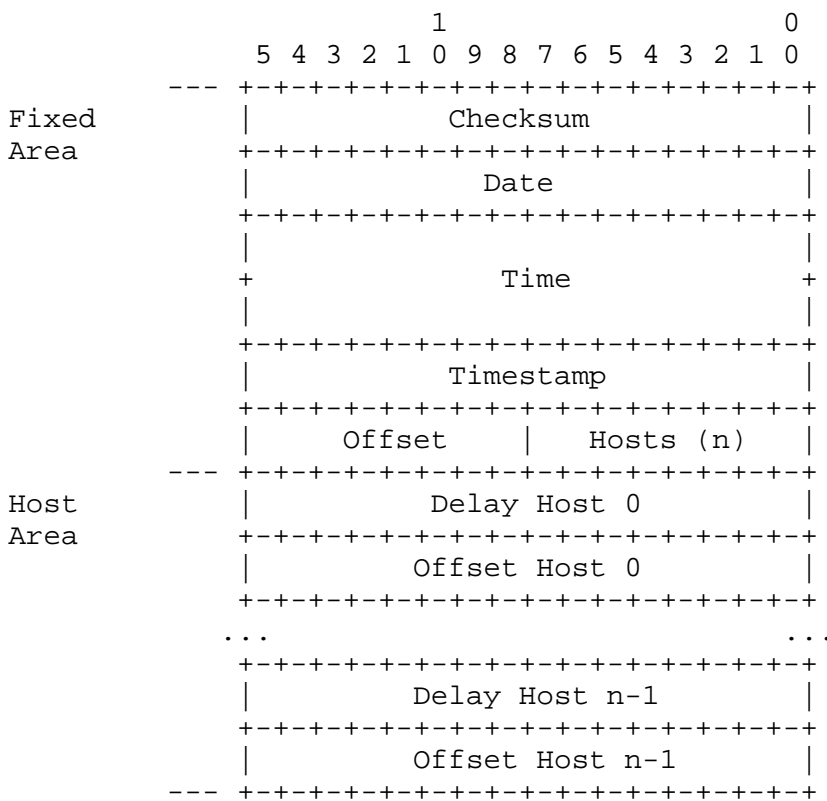 1                   0
              5 4 3 2 1 0 9 8 7 6 5 4 3 2 1 0
         --- +-+-+-+-+-+-+-+-+-+-+-+-+-+-+-+-+
Fixed        |           Checksum            |
Area         +-+-+-+-+-+-+-+-+-+-+-+-+-+-+-+-+
             |             Date              |
             +-+-+-+-+-+-+-+-+-+-+-+-+-+-+-+-+
             |                               |
             +              Time             +
             |                               |
             +-+-+-+-+-+-+-+-+-+-+-+-+-+-+-+-+
             |           Timestamp           |
             +-+-+-+-+-+-+-+-+-+-+-+-+-+-+-+-+
             |     Offset    |   Hosts (n)   |
         --- +-+-+-+-+-+-+-+-+-+-+-+-+-+-+-+-+
Host         |          Delay Host 0         |
Area         +-+-+-+-+-+-+-+-+-+-+-+-+-+-+-+-+
             |         Offset Host 0         |
             +-+-+-+-+-+-+-+-+-+-+-+-+-+-+-+-+
            ...                             ...
             +-+-+-+-+-+-+-+-+-+-+-+-+-+-+-+-+
             |         Delay Host n-1        |
             +-+-+-+-+-+-+-+-+-+-+-+-+-+-+-+-+
             |         Offset Host n-1       |
         --- +-+-+-+-+-+-+-+-+-+-+-+-+-+-+-+-+